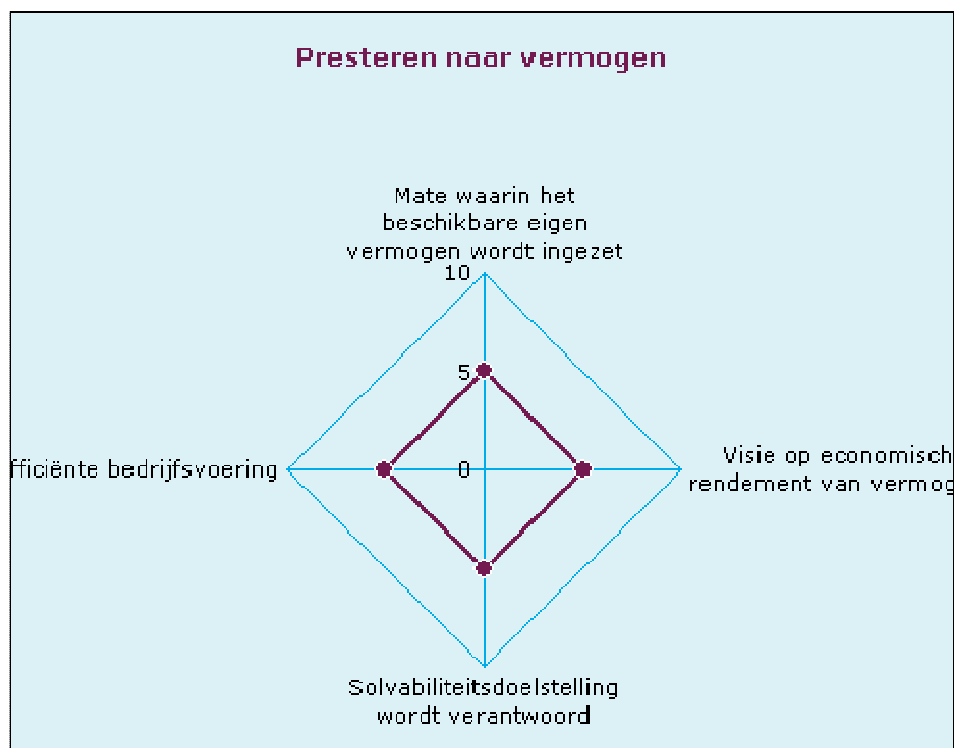 Presteren naar vermogen
Mate waarin het
beschikbare eigen
vermogen wordt ingezet
10
5
0
fficiënte bedrijfsvoering
Visie op economisch
rendement van vermog
Solvabiliteitsdoelstelling
wordt verantwoord